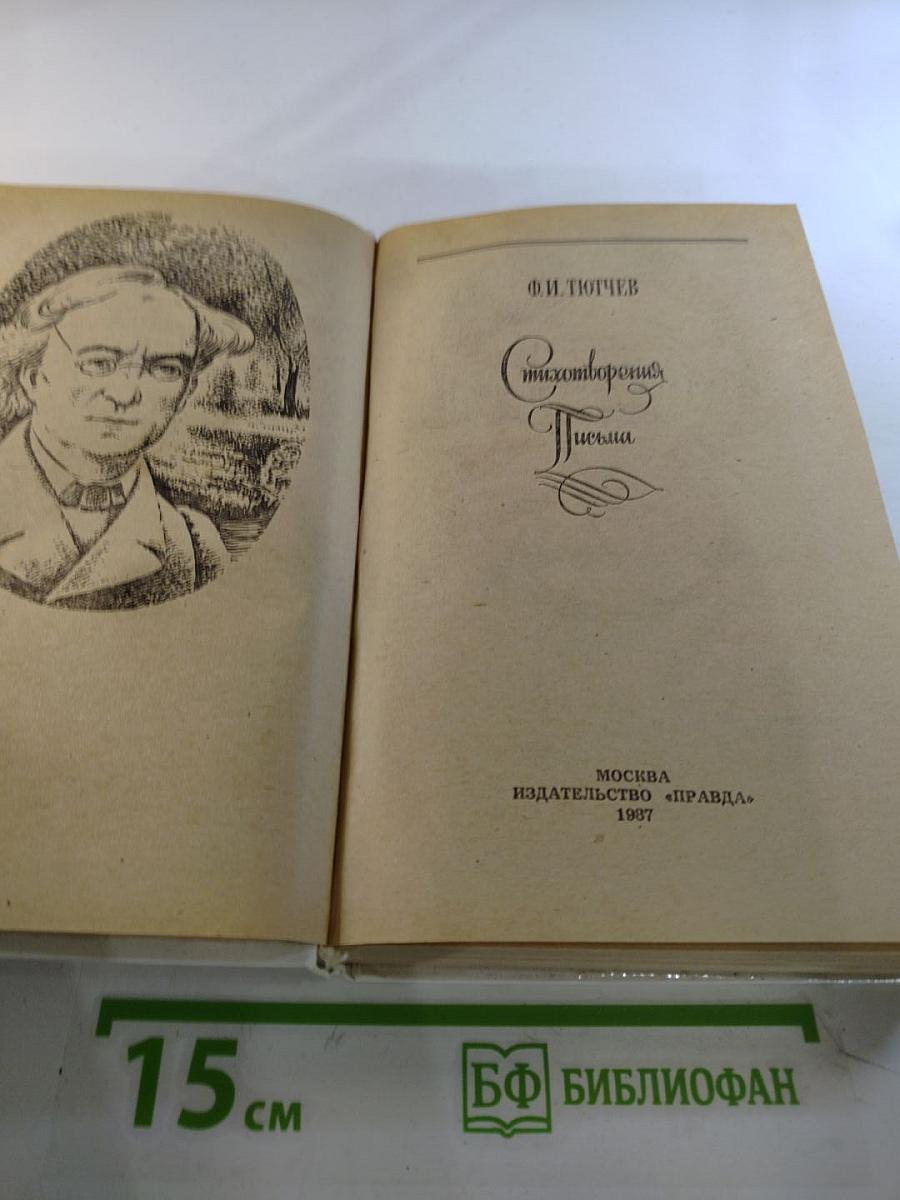 Ф.И. ТЮТЧЕВ
Стихотворения
Письма
МОСКВА
ИЗДАТЕЛЬСТВО «ПРАВДА»
1987
15 см
БФ БИБЛИОФАН